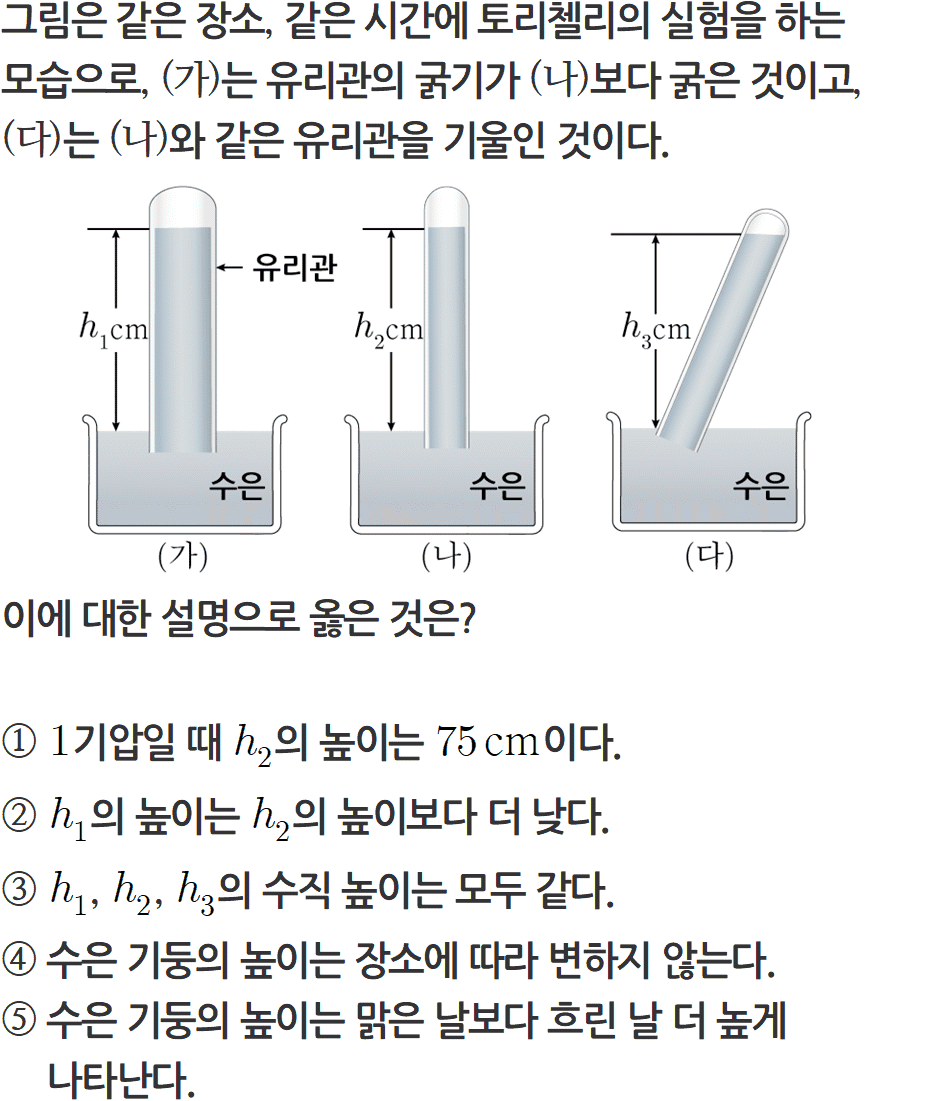 그림은 같은 장소, 같은 시간에 토리첼리의 실험을 하는
모습으로, (가)는 유리관의 굵기가 (나)보다 굵은 것이고,
(다)는 (나)와 같은 유리관을 기울인 것이다.
유리관
h₁cm
h₂cm
h₃cm
수은
수은
수은
(가)
(나)
(다)
이에 대한 설명으로 옳은 것은?
① 1기압일 때 h₂의 높이는 75 cm이다.
② h₁의 높이는 h₂의 높이보다 더 낮다.
③ h₁, h₂, h₃의 수직 높이는 모두 같다.
④ 수은 기둥의 높이는 장소에 따라 변하지 않는다.
⑤ 수은 기둥의 높이는 맑은 날보다 흐린 날 더 높게
나타난다.